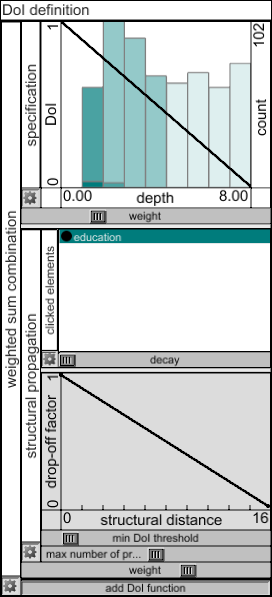 DoI definition
weighted sum combination
specification
1
DoI
0
102
count
0.00
8.00
depth
weight
structural propagation
clicked elements
education
decay
1
drop-off factor
0
0
16
structural distance
min DoI threshold
max number of pr...
weight
add DoI function